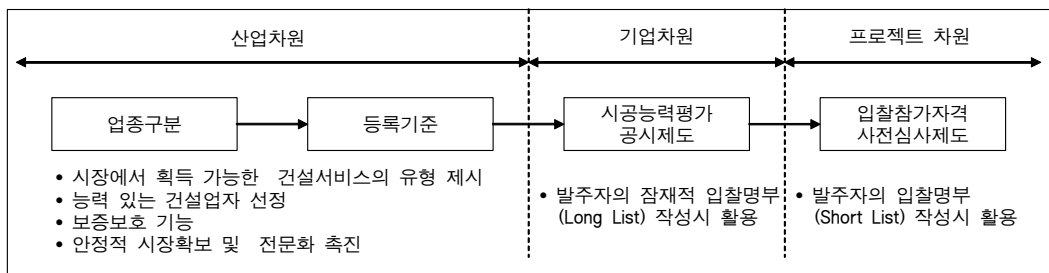 산업차원
기업차원
프로젝트 차원
업종구분
등록기준
시공능력평가
공시제도
입찰참가자격
사전심사제도
• 시장에서 획득 가능한 건설서비스의 유형 제시
• 능력 있는 건설업자 선정
• 보증보호 기능
• 안정적 시장확보 및 전문화 촉진
• 발주자의 잠재적 입찰명부
(Long List) 작성시 활용
• 발주자의 입찰명부
(Short List) 작성시 활용